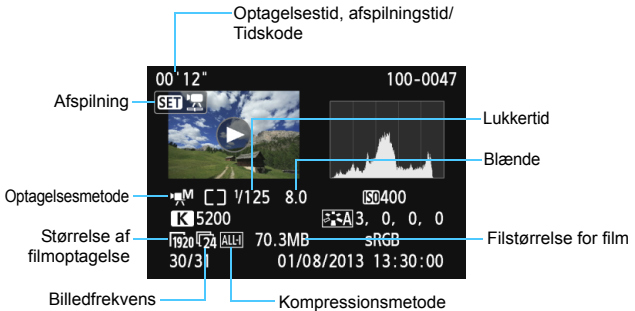 Optagelsestid, afspilningstid/
Tidskode
00'12" 100-0047
Afspilning
SET
Lukkertid
Blænde
Optagelsesmetode
M 1/125 8.0 ISO 400
K 5200 A 3, 0, 0, 0
Størrelse af
filmoptagelse
1920 24 ALL-I 70.3MB sRGB
Filstørrelse for film
30/31 01/08/2013 13:30:00
Billedfrekvens
Kompressionsmetode